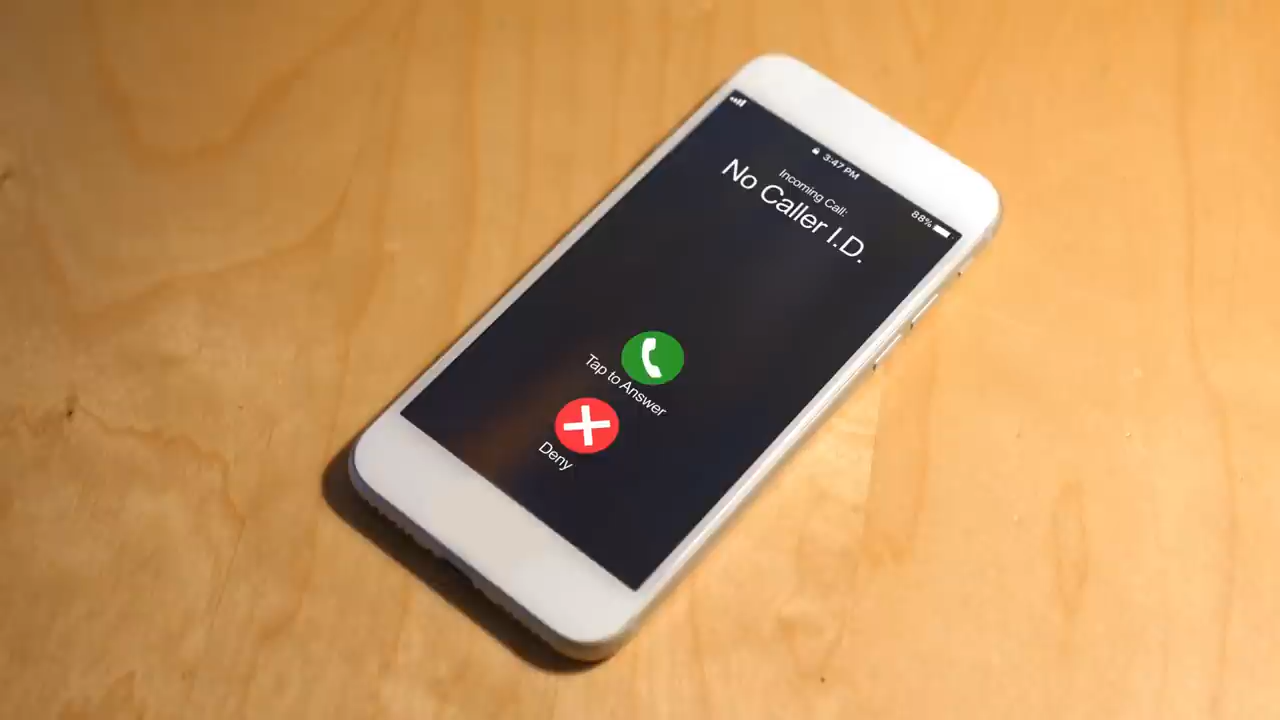 3:47 PM
88%
Incoming Call:
No Caller I.D.
Tap to Answer
Deny